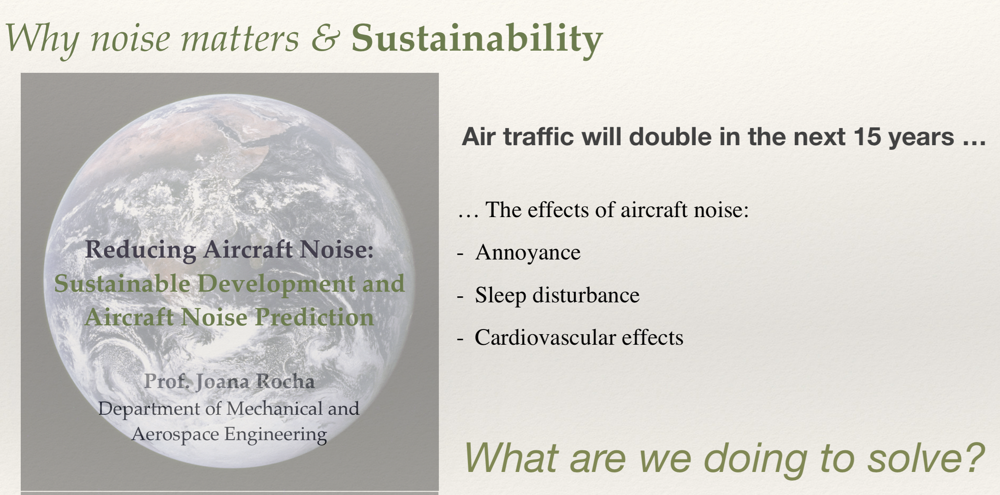 Why noise matters & Sustainability
Reducing Aircraft Noise:
Sustainable Development and
Aircraft Noise Prediction
Prof. Joana Rocha
Department of Mechanical and
Aerospace Engineering
Air traffic will double in the next 15 years …
… The effects of aircraft noise:
- Annoyance
- Sleep disturbance
- Cardiovascular effects
What are we doing to solve?